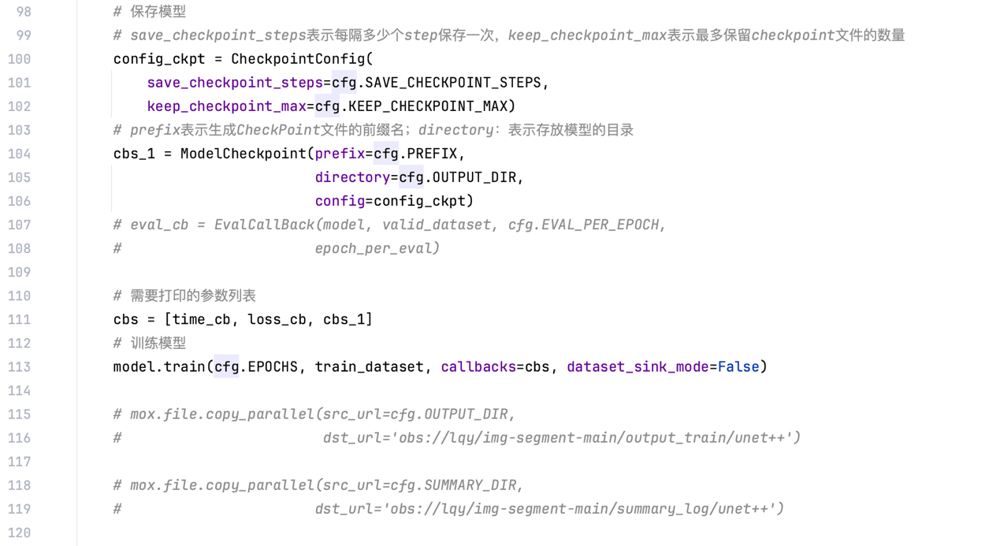 98 # 保存模型
99 # save_checkpoint_steps表示每隔多少个step保存一次，keep_checkpoint_max表示最多保留checkpoint文件的数量
100 config_ckpt = CheckpointConfig(
101     save_checkpoint_steps=cfg.SAVE_CHECKPOINT_STEPS,
102     keep_checkpoint_max=cfg.KEEP_CHECKPOINT_MAX)
103 # prefix表示生成CheckPoint文件的前缀名；directory：表示存放模型的目录
104 cbs_1 = ModelCheckpoint(prefix=cfg.PREFIX,
105                         directory=cfg.OUTPUT_DIR,
106                         config=config_ckpt)
107 # eval_cb = EvalCallBack(model, valid_dataset, cfg.EVAL_PER_EPOCH,
108 #                       epoch_per_eval)
109
110 # 需要打印的参数列表
111 cbs = [time_cb, loss_cb, cbs_1]
112 # 训练模型
113 model.train(cfg.EPOCHS, train_dataset, callbacks=cbs, dataset_sink_mode=False)
114
115 # mox.file.copy_parallel(src_url=cfg.OUTPUT_DIR,
116 #                        dst_url='obs://lqy/img-segment-main/output_train/unet++')
117
118 # mox.file.copy_parallel(src_url=cfg.SUMMARY_DIR,
119 #                       dst_url='obs://lqy/img-segment-main/summary_log/unet++')
120